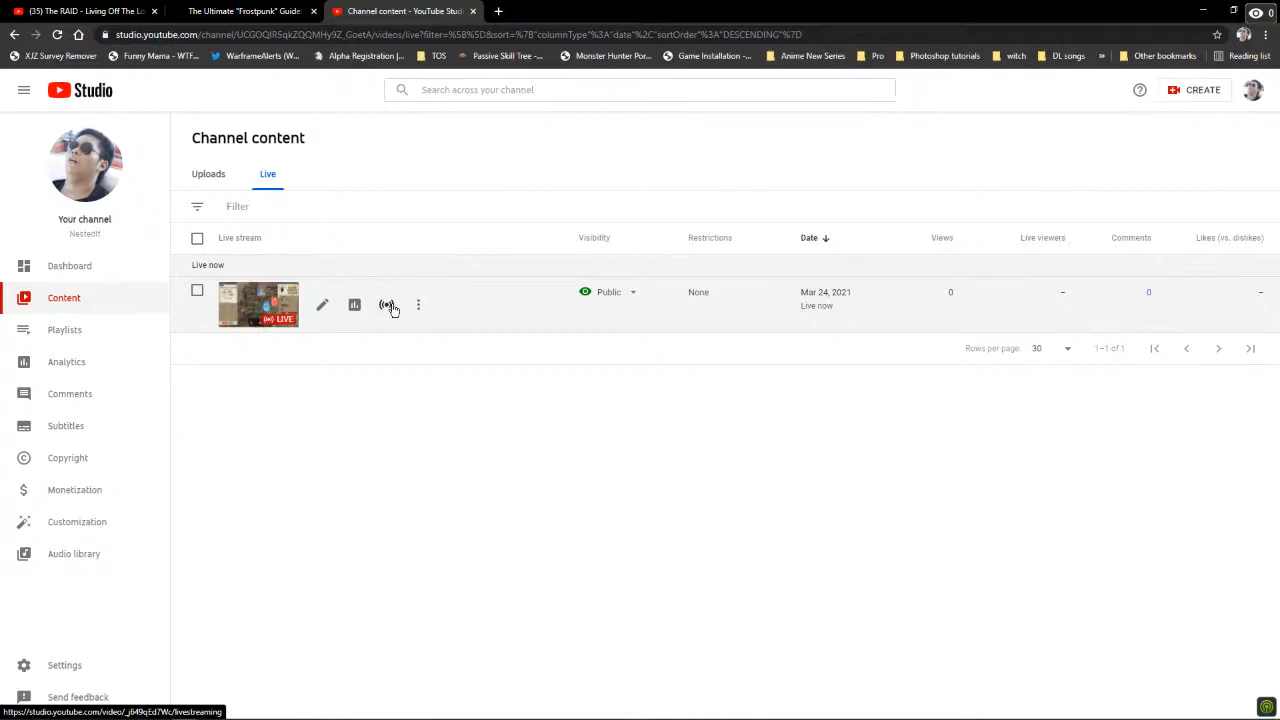 (35) The RAID - Living Off The Lo
The Ultimate "Frostpunk" Guide:
Channel content - YouTube Studi
0
studio.youtube.com/channel/UCGOQIRSqkZQQMHy9Z_GoetA/videos/live?filter=%5B%5D&sort=%7B"columnType"%3A"date"%2C"sortOrder"%3A"DESCENDING"%7D
XJZ Survey Remover
Funny Mama - WTF...
WarframeAlerts (W...
Alpha Registration |...
TOS
Passive Skill Tree -...
Monster Hunter Por...
Game Installation -...
Anime New Series
Pro
Photoshop tutorials
witch
DL songs
»
Other bookmarks
Reading list
Studio
Search across your channel
CREATE
Your channel
NestedIf
Dashboard
Content
Playlists
Analytics
Comments
Subtitles
Copyright
Monetization
Customization
Audio library
Settings
Send feedback
Channel content
Uploads
Live
Filter
Live stream
Visibility
Restrictions
Date
Views
Live viewers
Comments
Likes (vs. dislikes)
Live now
LIVE
Public
None
Mar 24, 2021
Live now
0
–
0
–
Rows per page: 30
1–1 of 1
https://studio.youtube.com/video/_j649qEd7Wc/livestreaming